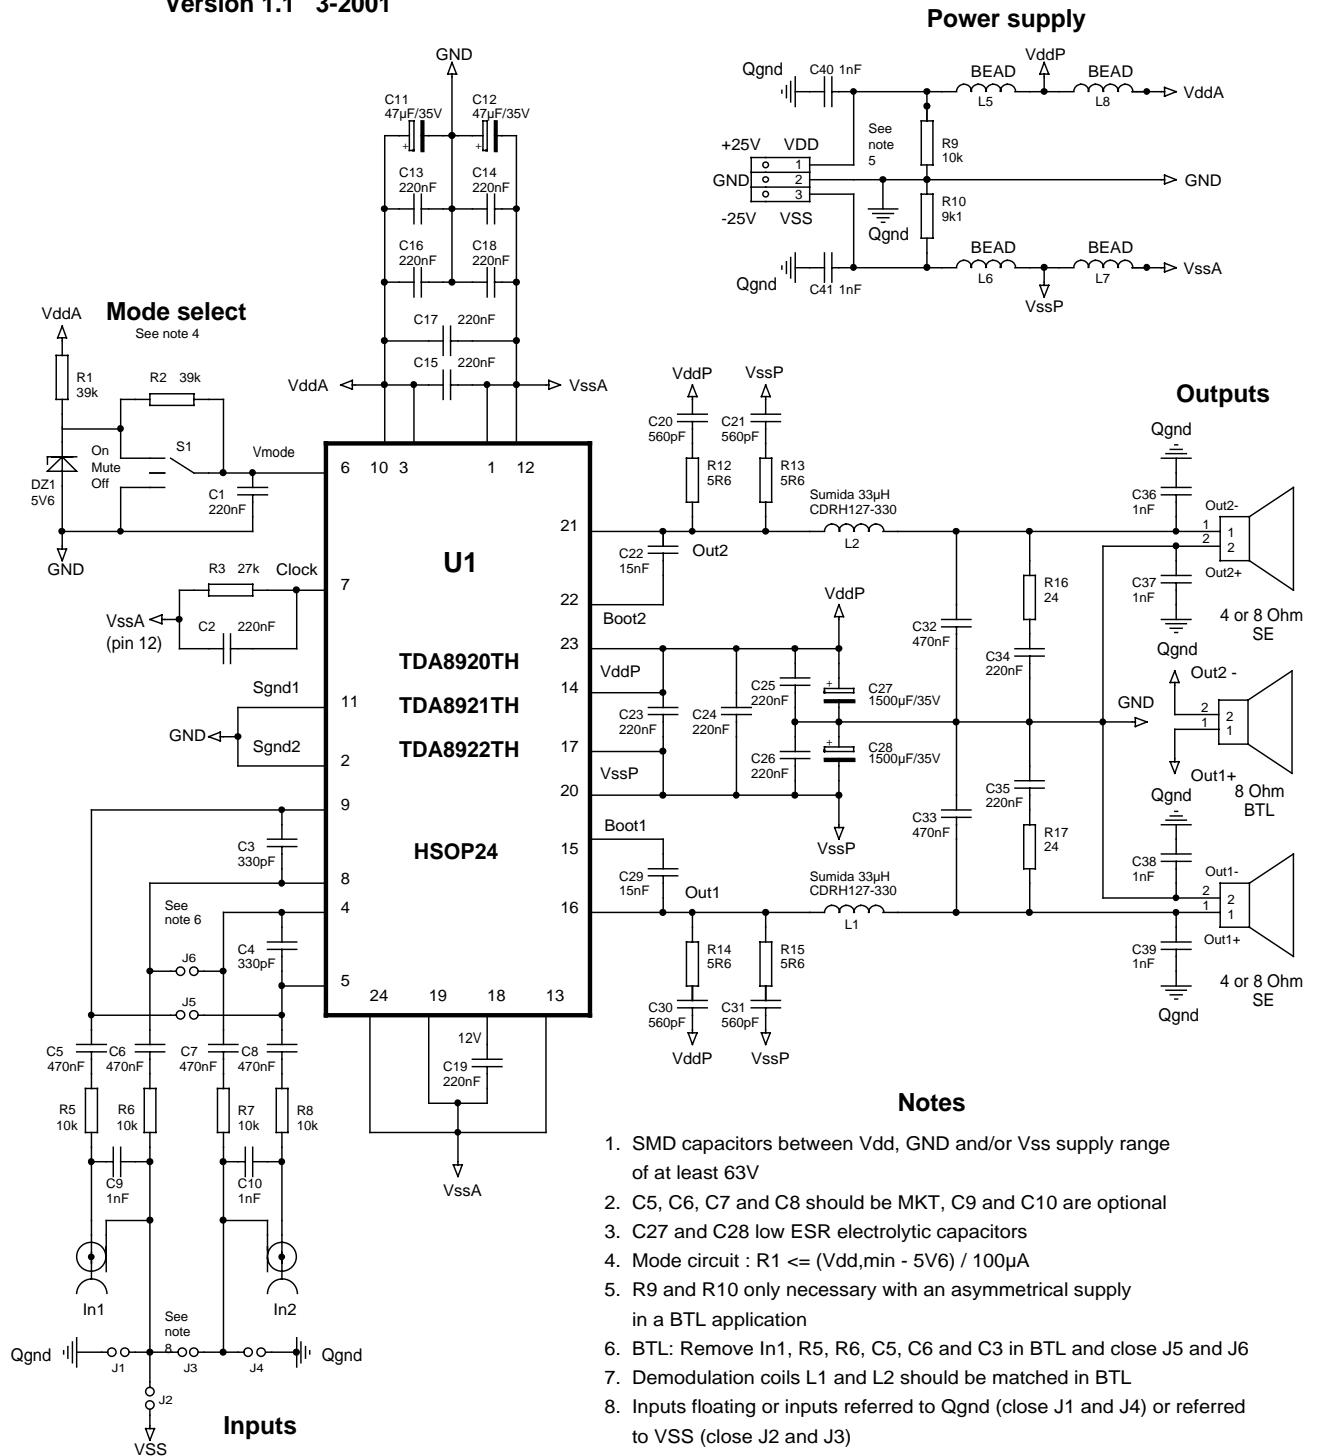 Version 1.1 3-2001
Power supply
GND
C11
47µF/35V
C12
47µF/35V
C13
220nF
C14
220nF
C16
220nF
C18
220nF
C17 220nF
C15 220nF
VddA
VssA
Qgnd
C40 1nF
BEAD
L5
VddP
BEAD
L8
VddA
+25V VDD
See
note
5
R9
10k
GND
1
2
3
GND
-25V VSS
Qgnd
R10
9k1
Qgnd
C41 1nF
BEAD
L6
VssP
BEAD
L7
VssA
Mode select
See note 4
VddA
R1
39k
R2 39k
On
Mute
Off
S1
Vmode
DZ1
5V6
C1
220nF
GND
R3 27k
Clock
VssA
(pin 12)
C2 220nF
Sgnd1
GND
Sgnd2
6
10
3
1
12
7
11
2
9
8
4
5
24
19
18
13
21
22
23
14
17
20
15
16
U1
TDA8920TH
TDA8921TH
TDA8922TH
HSOP24
VddP
VssP
C20
560pF
C21
560pF
R12
5R6
R13
5R6
Sumida 33µH
CDRH127-330
L2
C22
15nF
Out2
Boot2
VddP
VddP
C25
220nF
C27
1500µF/35V
C23
220nF
C24
220nF
C26
220nF
C28
1500µF/35V
VssP
VssP
Boot1
C29
15nF
Out1
Sumida 33µH
CDRH127-330
L1
R14
5R6
R15
5R6
C30
560pF
C31
560pF
VddP
VssP
C32
470nF
R16
24
C34
220nF
C35
220nF
C33
470nF
R17
24
GND
Outputs
Qgnd
C36
1nF
Out2-
1
2
1
2
Out2+
C37
1nF
4 or 8 Ohm
SE
Qgnd
Out2 -
2
1
2
1
Out1+
8 Ohm
BTL
Qgnd
C38
1nF
Out1-
2
1
2
1
Out1+
C39
1nF
4 or 8 Ohm
SE
Qgnd
C3
330pF
See
note 6
C4
330pF
J6
J5
C5
470nF
C6
470nF
C7
470nF
C8
470nF
R5
10k
R6
10k
R7
10k
R8
10k
C9
1nF
C10
1nF
In1
In2
12V
C19
220nF
VssA
See
note
8
Qgnd
J1
J3
J4
Qgnd
J2
VSS
Inputs
Notes
1. SMD capacitors between Vdd, GND and/or Vss supply range
of at least 63V
2. C5, C6, C7 and C8 should be MKT, C9 and C10 are optional
3. C27 and C28 low ESR electrolytic capacitors
4. Mode circuit : R1 <= (Vdd,min - 5V6) / 100µA
5. R9 and R10 only necessary with an asymmetrical supply
in a BTL application
6. BTL: Remove In1, R5, R6, C5, C6 and C3 in BTL and close J5 and J6
7. Demodulation coils L1 and L2 should be matched in BTL
8. Inputs floating or inputs referred to Qgnd (close J1 and J4) or referred
to VSS (close J2 and J3)